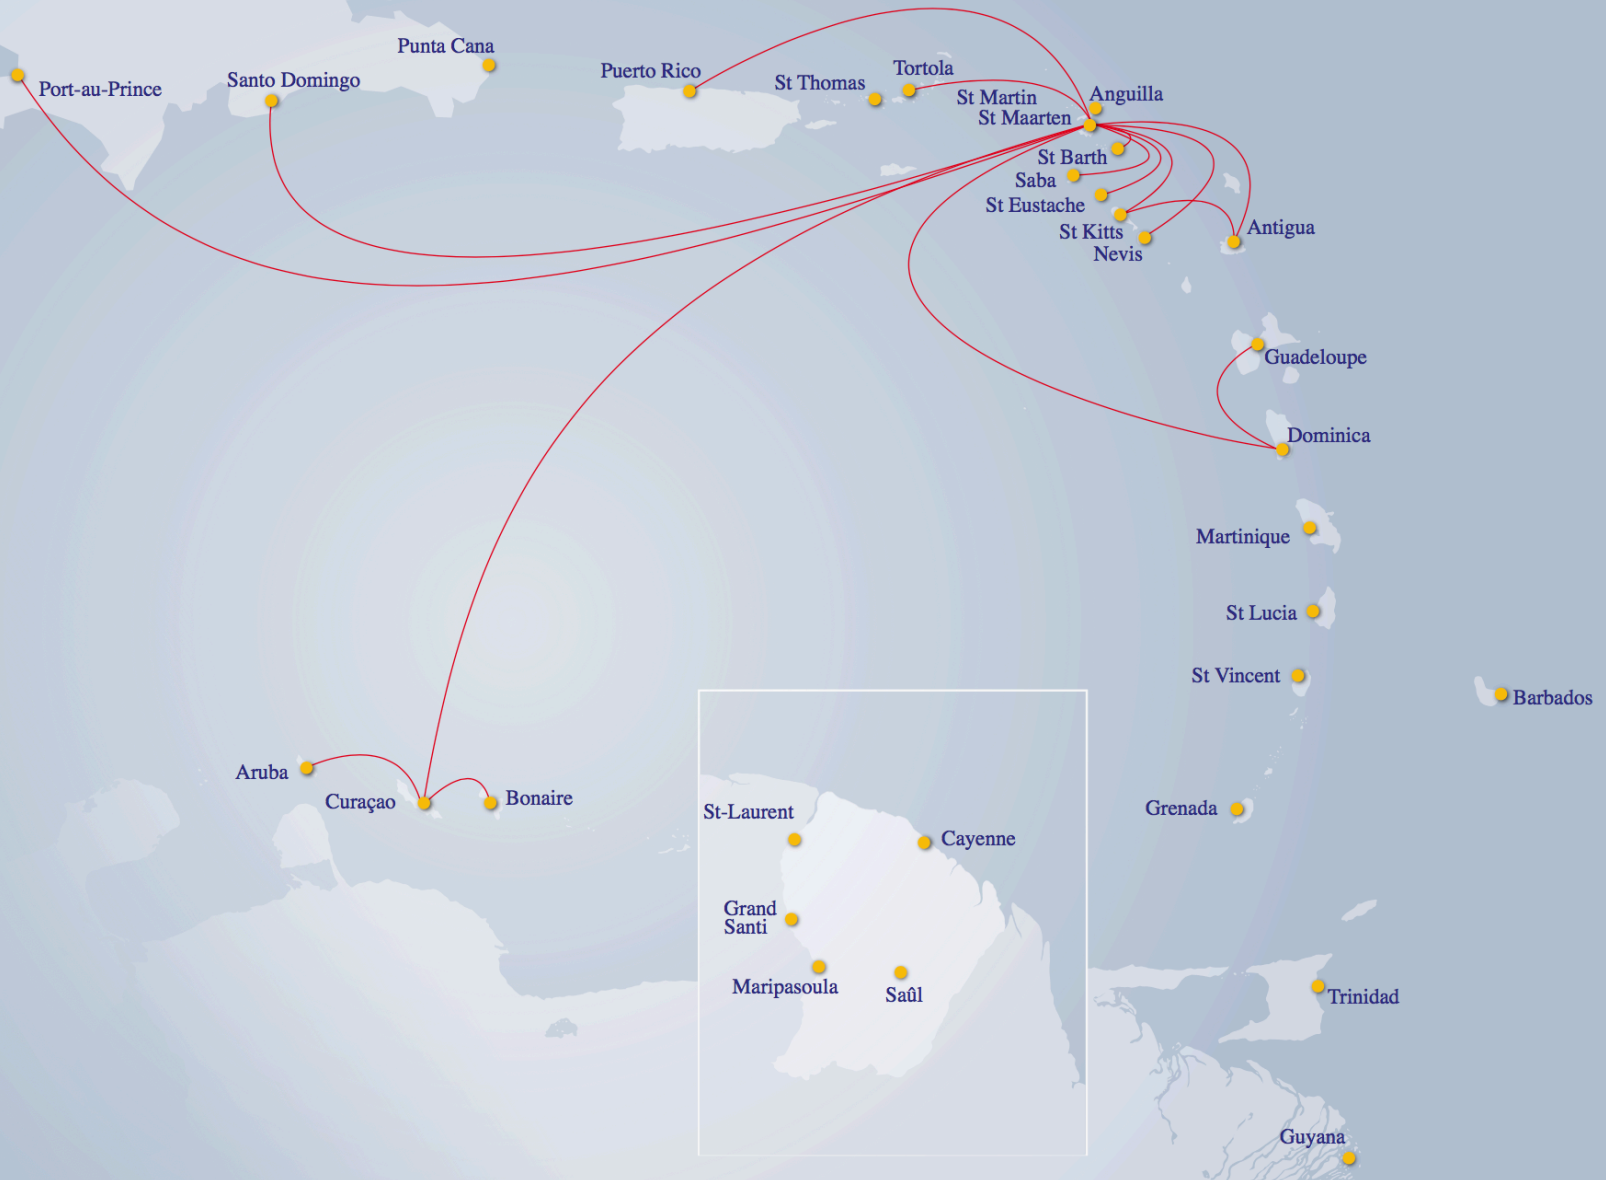 Punta Cana
Port-au-Prince
Santo Domingo
Puerto Rico
St Thomas
Tortola
St Martin
St Maarten
Anguilla
St Barth
Saba
St Eustache
St Kitts
Nevis
Antigua
Guadeloupe
Dominica
Martinique
St Lucia
St Vincent
Barbados
Aruba
Curaçao
Bonaire
Grenada
St-Laurent
Cayenne
Grand
Santi
Maripasoula
Saûl
Trinidad
Guyana